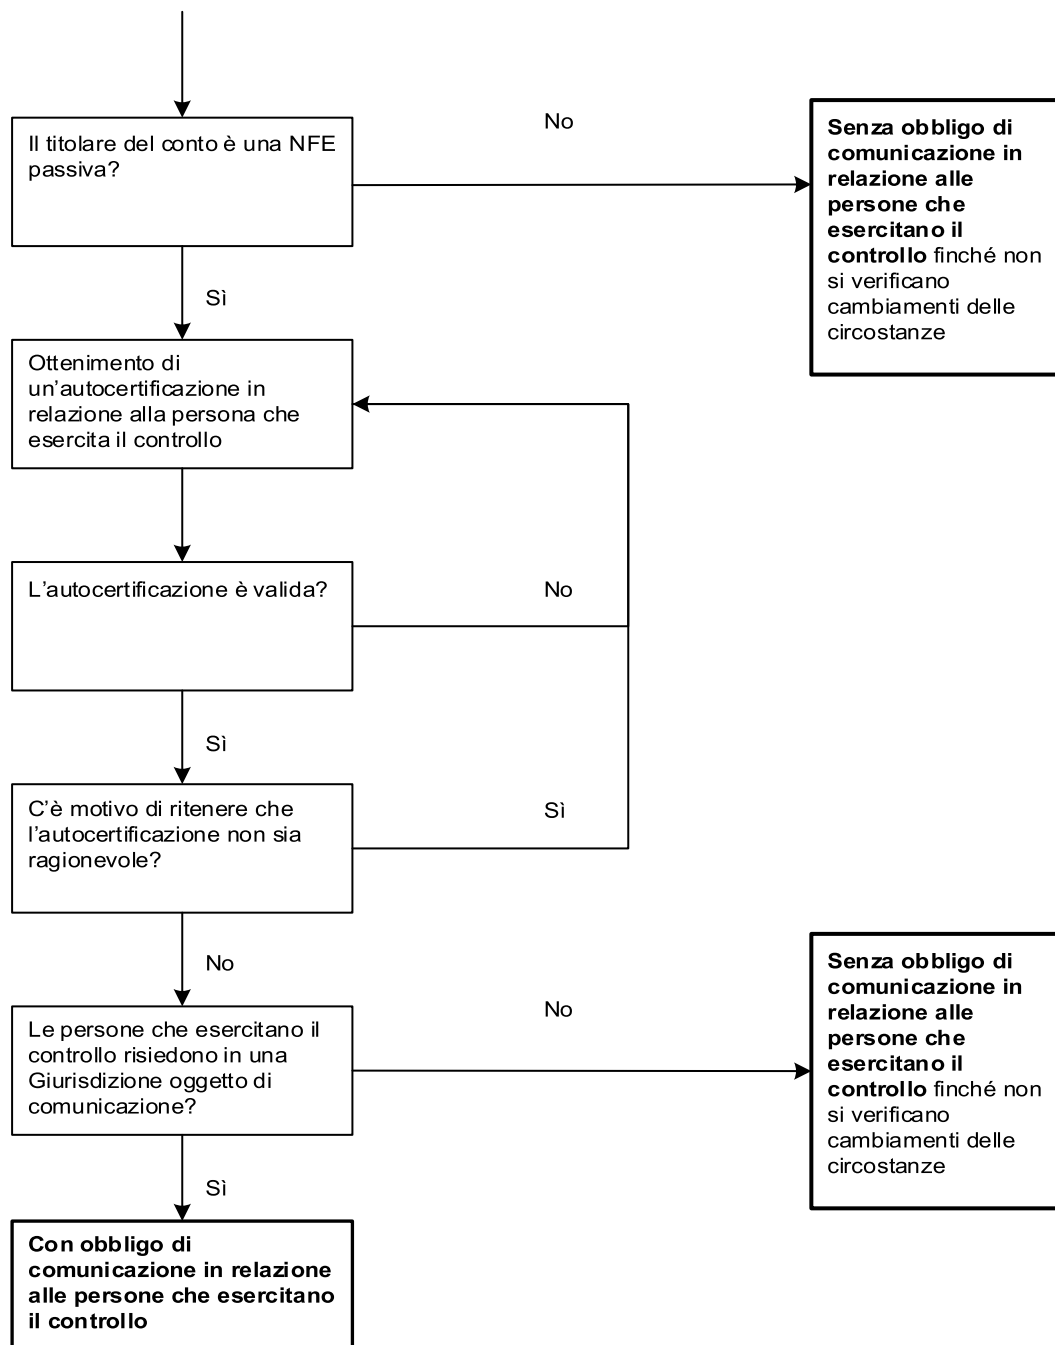 Il titolare del conto è una NFE
passiva?
No
Senza obbligo di
comunicazione in
relazione alle
persone che
esercitano il
controllo finché non
si verificano
cambiamenti delle
circostanze
Sì
Ottenimento di
un'autocertificazione in
relazione alla persona che
esercita il controllo
L'autocertificazione è valida?
No
Sì
C'è motivo di ritenere che
l'autocertificazione non sia
ragionevole?
Sì
No
Le persone che esercitano il
controllo risiedono in una
Giurisdizione oggetto di
comunicazione?
No
Senza obbligo di
comunicazione in
relazione alle
persone che
esercitano il
controllo finché non
si verificano
cambiamenti delle
circostanze
Sì
Con obbligo di
comunicazione in relazione
alle persone che esercitano
il controllo